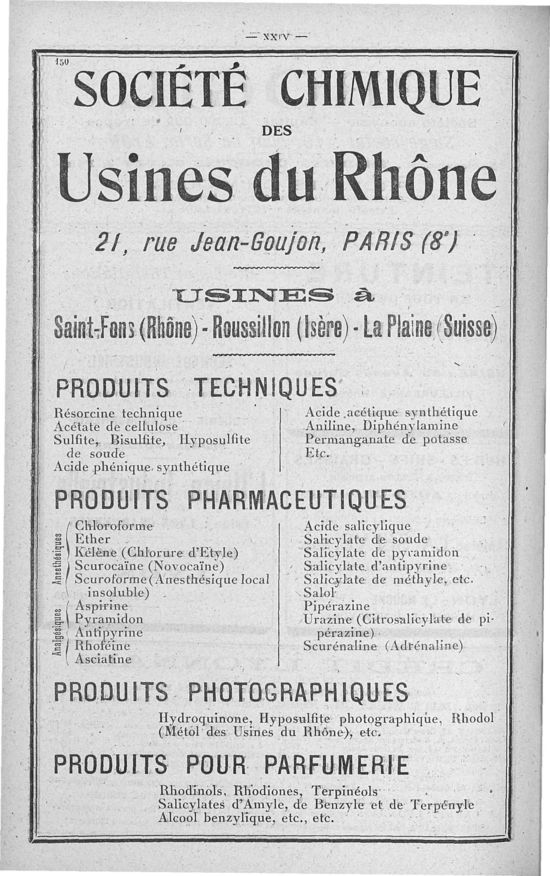 — XXIV —
150
SOCIÉTÉ CHIMIQUE
DES
Usines du Rhône
21, rue Jean-Goujon, PARIS (8e)
USINES à
Saint-Fons (Rhône) - Roussillon (Isère) - La Plaine (Suisse)
PRODUITS TECHNIQUES
Résorcine technique
Acétate de cellulose
Sulfite, Bisulfite, Hyposulfite
de soude
Acide phénique synthétique
Acide acétique synthétique
Aniline, Diphénylamine
Permanganate de potasse
Etc.
PRODUITS PHARMACEUTIQUES
Anesthésiques
Chloroforme
Ether
Kélène (Chlorure d'Etyle)
Scurocaïne (Novocaïne)
Scuroforme (Anesthésique local
insoluble)
Analgésiques
Aspirine
Pyramidon
Antipyrine
Rhoféine
Asciatine
Acide salicylique
Salicylate de soude
Salicylate de pyramidon
Salicylate d'antipyrine
Salicylate de méthyle, etc.
Salol
Pipérazine
Urazine (Citrosalicylate de pi-
pérazine)
Scurénaline (Adrénaline)
PRODUITS PHOTOGRAPHIQUES
Hydroquinone, Hyposulfite photographique, Rhodol
(Métol des Usines du Rhône), etc.
PRODUITS POUR PARFUMERIE
Rhodinols, Rhodiones, Terpinéols
Salicylates d'Amyle, de Benzyle et de Terpényle
Alcool benzylique, etc., etc.